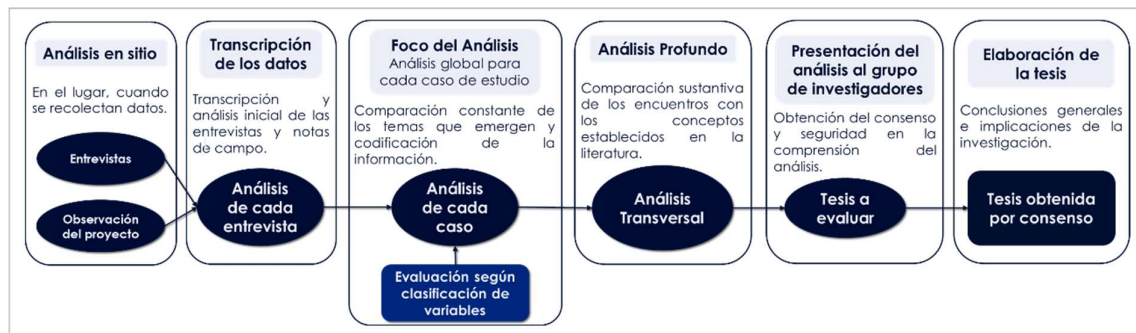 Análisis en sitio
En el lugar, cuando
se recolectan datos.
Entrevistas
Observación
del proyecto
Transcripción
de los datos
Transcripción y
análisis inicial de las
entrevistas y notas
de campo.
Análisis
de cada
entrevista
Foco del Análisis
Análisis global para
cada caso de estudio
Comparación constante de
los temas que emergen y
codificación de la
información.
Análisis
de cada
caso
Evaluación según
clasificación de
variables
Análisis Profundo
Comparación sustantiva
de los encuentros con
los conceptos
establecidos en la
literatura.
Análisis
Transversal
Presentación del
análisis al grupo
de investigadores
Obtención del consenso
y seguridad en la
comprensión del
análisis.
Tesis a
evaluar
Elaboración de
la tesis
Conclusiones generales
e implicaciones de la
investigación.
Tesis obtenida
por consenso